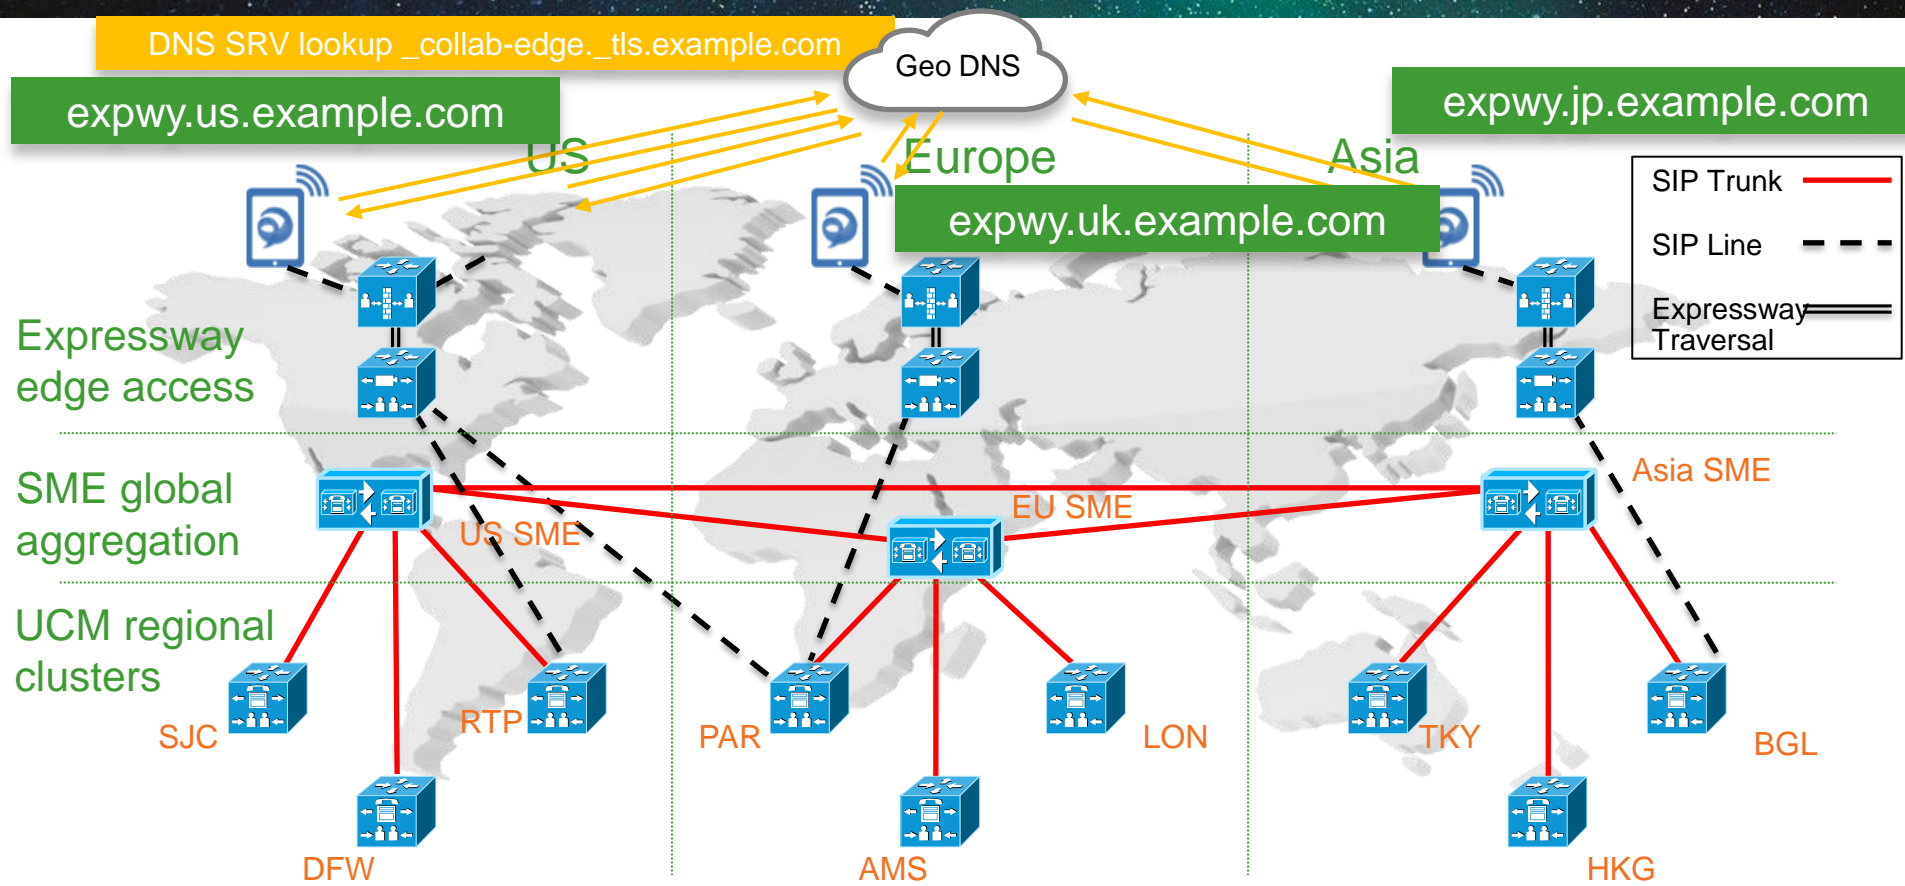 DNS SRV lookup _collab-edge._tls.example.com
Geo DNS
expwy.us.example.com
expwy.jp.example.com
US
Europe
Asia
expwy.uk.example.com
SIP Trunk
SIP Line
Expressway
Traversal
Expressway
edge access
SME global
aggregation
US SME
EU SME
Asia SME
UCM regional
clusters
SJC
RTP
PAR
LON
TKY
BGL
DFW
AMS
HKG